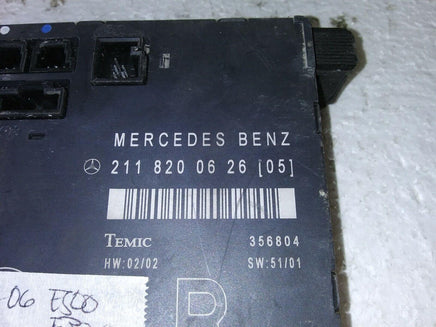 MERCEDES BENZ
211 820 06 26 [05]
TEMIC 356804
HW:02/02 SW:51/01
-06 E500
R